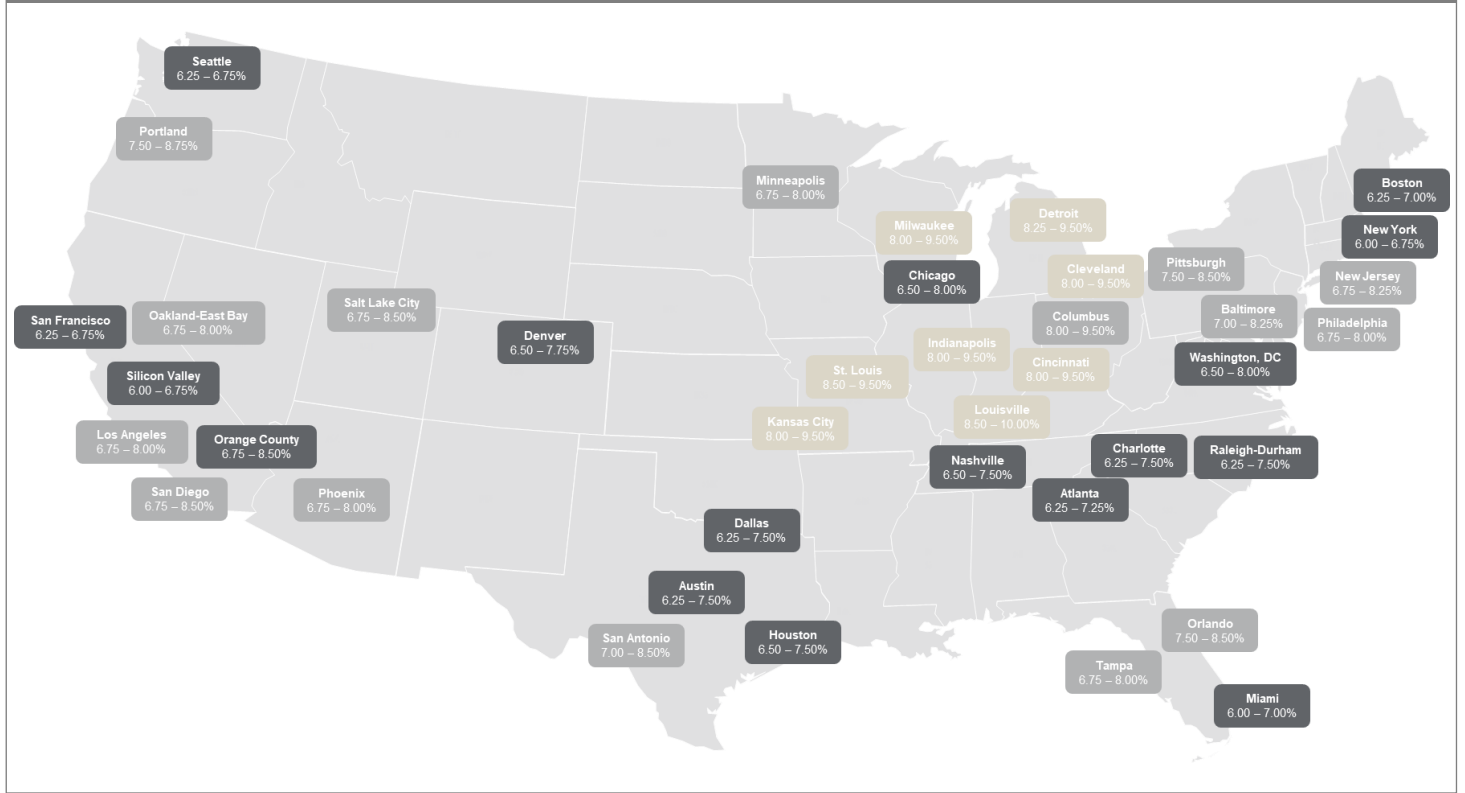 Seattle
6.25 – 6.75%
Portland
7.50 – 8.75%
Minneapolis
6.75 – 8.00%
Boston
6.25 – 7.00%
Milwaukee
8.00 – 9.50%
Detroit
8.25 – 9.50%
New York
6.00 – 6.75%
Chicago
6.50 – 8.00%
Cleveland
8.00 – 9.50%
Pittsburgh
7.50 – 8.50%
New Jersey
6.75 – 8.25%
San Francisco
6.25 – 6.75%
Oakland-East Bay
6.75 – 8.00%
Salt Lake City
6.75 – 8.50%
Denver
6.50 – 7.75%
Columbus
8.00 – 9.50%
Baltimore
7.00 – 8.25%
Philadelphia
6.75 – 8.00%
Indianapolis
8.00 – 9.50%
Silicon Valley
6.00 – 6.75%
St. Louis
8.50 – 9.50%
Cincinnati
8.00 – 9.50%
Washington, DC
6.50 – 8.00%
Los Angeles
6.75 – 8.00%
Orange County
6.75 – 8.50%
Kansas City
8.00 – 9.50%
Louisville
8.50 – 10.00%
Nashville
6.50 – 7.50%
Charlotte
6.25 – 7.50%
Raleigh-Durham
6.25 – 7.50%
San Diego
6.75 – 8.50%
Phoenix
6.75 – 8.00%
Atlanta
6.25 – 7.25%
Dallas
6.25 – 7.50%
Austin
6.25 – 7.50%
San Antonio
7.00 – 8.50%
Houston
6.50 – 7.50%
Orlando
7.50 – 8.50%
Tampa
6.75 – 8.00%
Miami
6.00 – 7.00%